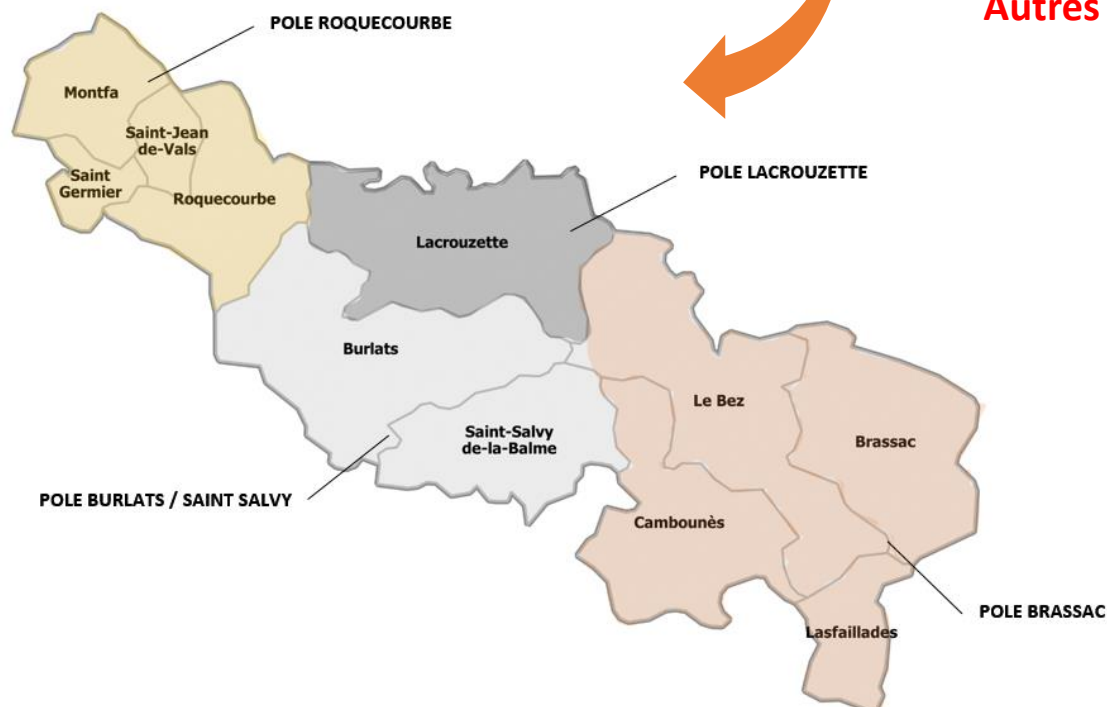 Autres
POLE ROQUECOURBE
Montfa
Saint-Jean
de-Vals
Saint
Germier
Roquecourbe
POLE LACROUZETTE
Lacrouzette
Burlats
Le Bez
Brassac
Saint-Salvy
de-la-Balme
POLE BURLATS / SAINT SALVY
Cambounès
POLE BRASSAC
Lasfaillades